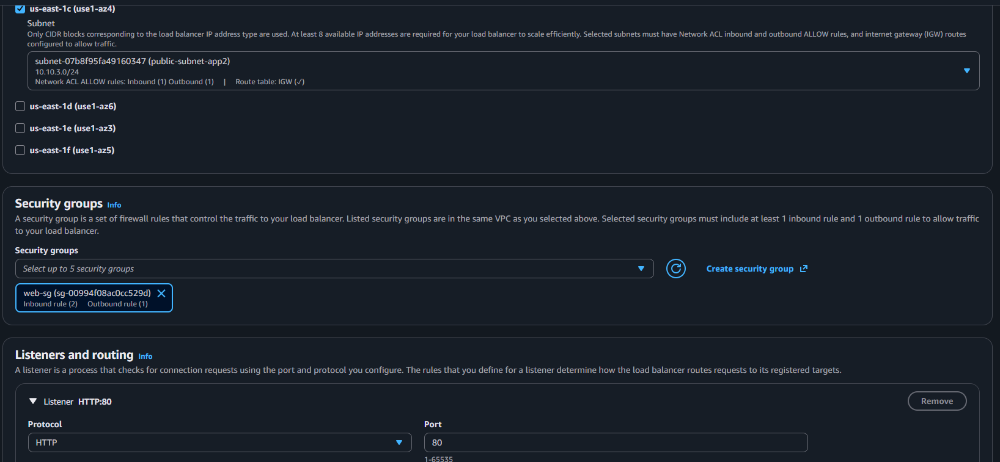 us-east-1c (use1-az4)
Subnet
Only CIDR blocks corresponding to the load balancer IP address type are used. At least 8 available IP addresses are required for your load balancer to scale efficiently. Selected subnets must have Network ACL inbound and outbound ALLOW rules, and internet gateway (IGW) routes
configured to allow traffic.
subnet-07b8f95fa49160347 (public-subnet-app2)
10.10.3.0/24
Network ACL ALLOW rules: Inbound (1) Outbound (1) | Route table: IGW (✓)
us-east-1d (use1-az6)
us-east-1e (use1-az3)
us-east-1f (use1-az5)
Security groups Info
A security group is a set of firewall rules that control the traffic to your load balancer. Listed security groups are in the same VPC as you selected above. Selected security groups must include at least 1 inbound rule and 1 outbound rule to allow traffic
to your load balancer.
Security groups
Select up to 5 security groups
Create security group
web-sg (sg-00994f08ac0cc529d)
Inbound rule (2) Outbound rule (1)
Listeners and routing Info
A listener is a process that checks for connection requests using the port and protocol you configure. The rules that you define for a listener determine how the load balancer routes requests to its registered targets.
Listener HTTP:80
Remove
Protocol
Port
HTTP
80
1-65535